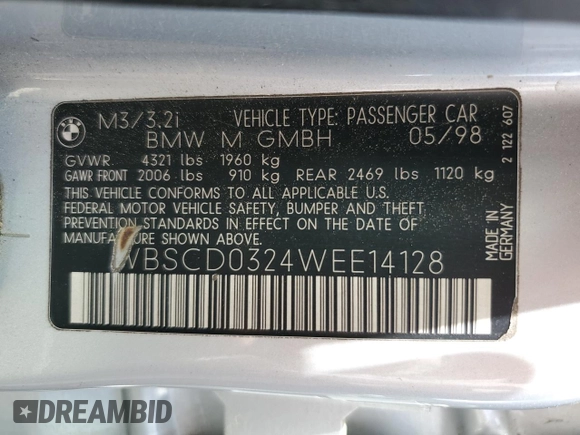 BMW
M3/3.2i VEHICLE TYPE: PASSENGER CAR
BMW M GMBH 05/98
GVWR. 4321 lbs 1960 kg
GAWR FRONT 2006 lbs 910 kg REAR 2469 lbs 1120 kg
THIS VEHICLE CONFORMS TO ALL APPLICABLE U.S.
FEDERAL MOTOR VEHICLE SAFETY, BUMPER AND THEFT
PREVENTION STANDARDS IN EFFECT ON THE DATE OF
MANUFACTURE SHOWN ABOVE.
WBSCD0324WEE14128
2 122 607
MADE IN
GERMANY
DREAMBID